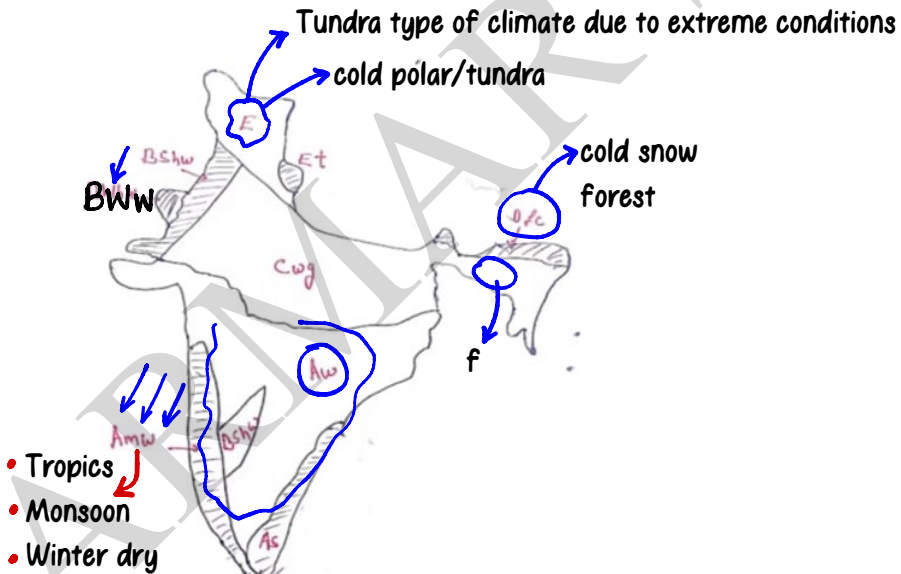 Tundra type of climate due to extreme conditions
cold polar/tundra
E
cold snow
BShw
Et
BWw
forest
Dfc
Cwg
f
Aw
Amw
BShw
• Tropics
• Monsoon
As
• Winter dry